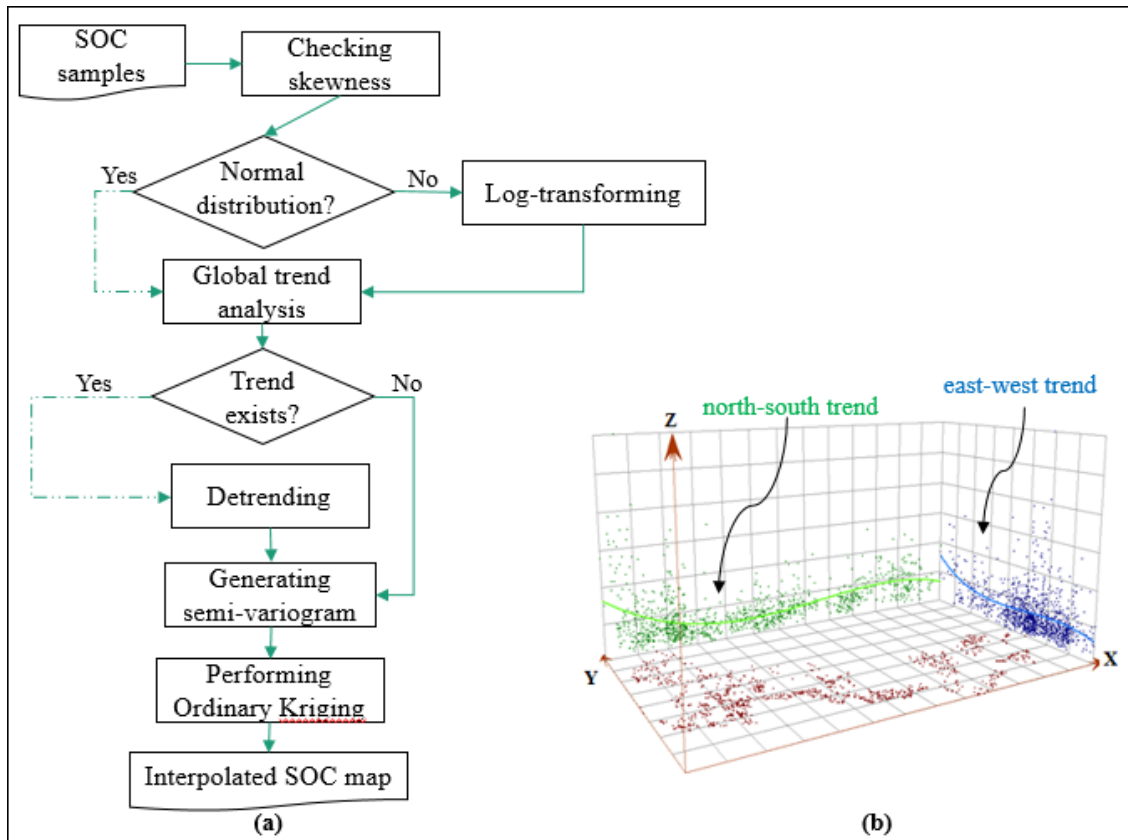 SOC
samples
Checking
skewness
Yes
Normal
distribution?
No
Log-transforming
Global trend
analysis
Yes
Trend
exists?
No
Detrending
Generating
semi-variogram
Performing
Ordinary Kriging
Interpolated SOC map
(a)
north-south trend
east-west trend
Z
Y
X
(b)